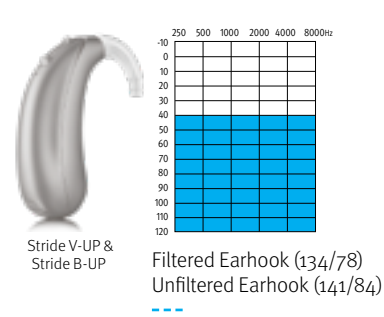 250 500 1000 2000 4000 8000Hz
-10
0
10
20
30
40
50
60
70
80
90
100
110
120
Stride V-UP &
Stride B-UP
Filtered Earhook (134/78)
Unfiltered Earhook (141/84)